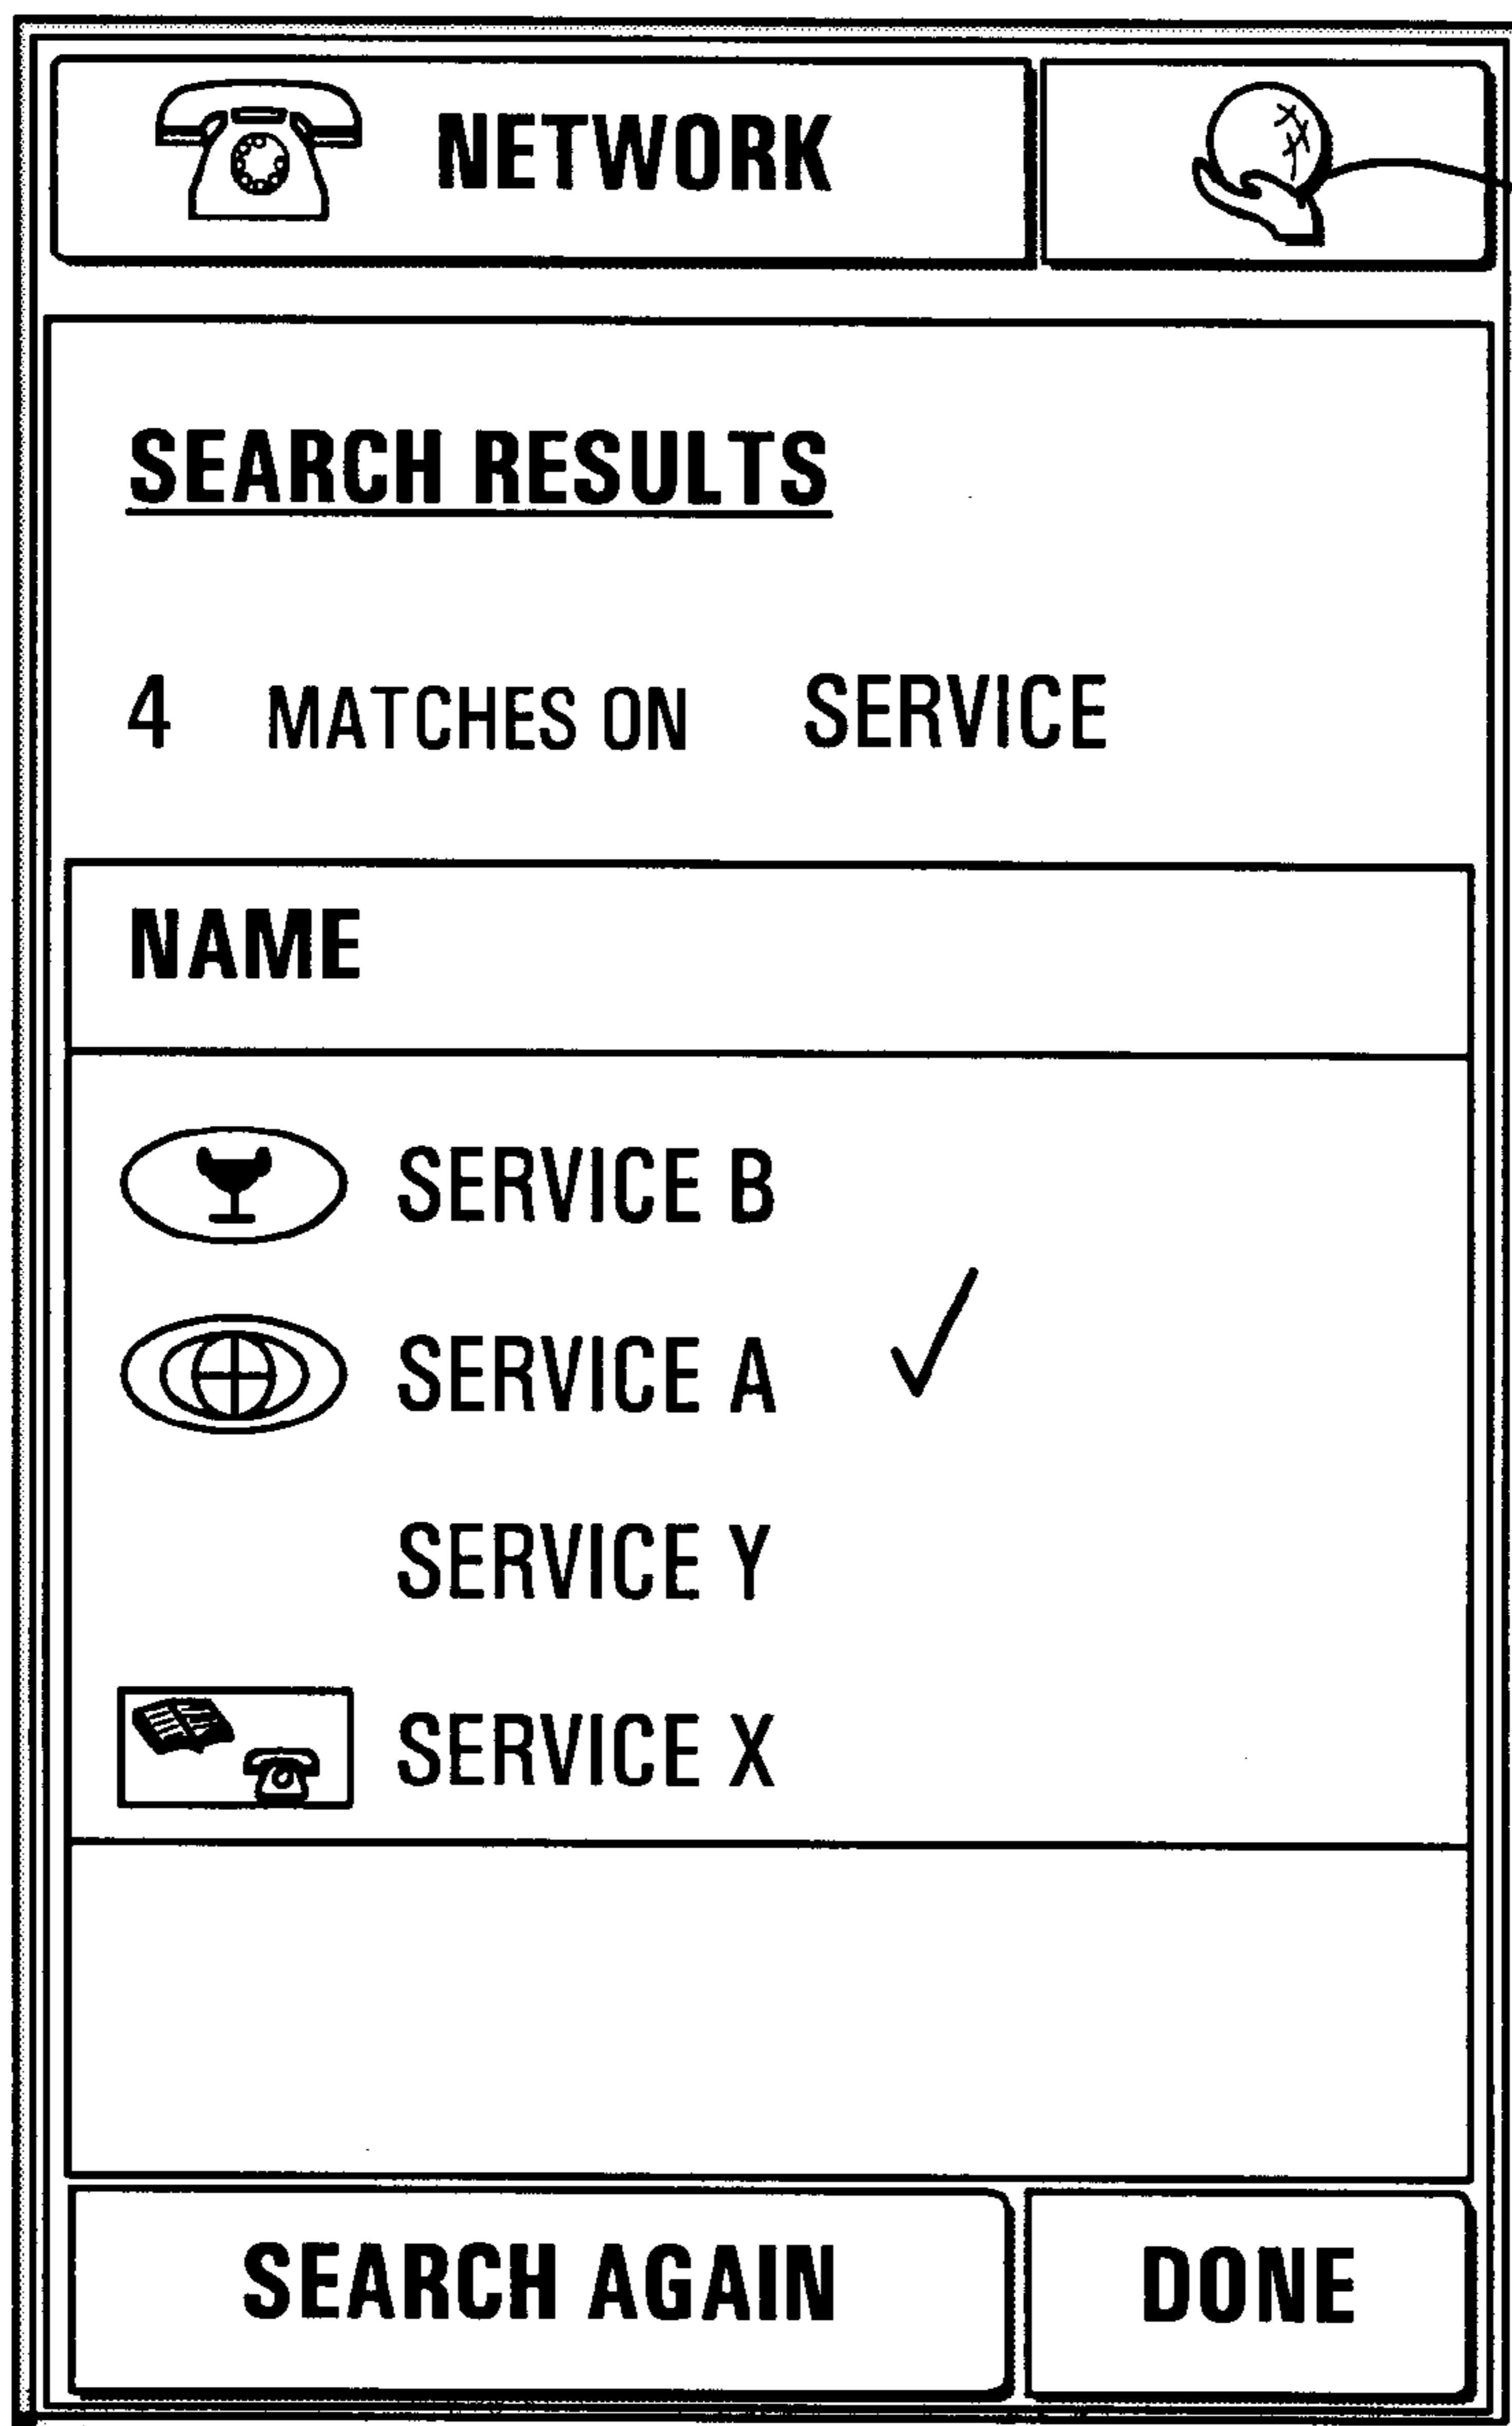 NETWORK
SEARCH RESULTS
4 MATCHES ON SERVICE
NAME
SERVICE B
SERVICE A
SERVICE Y
SERVICE X
SEARCH AGAIN DONE